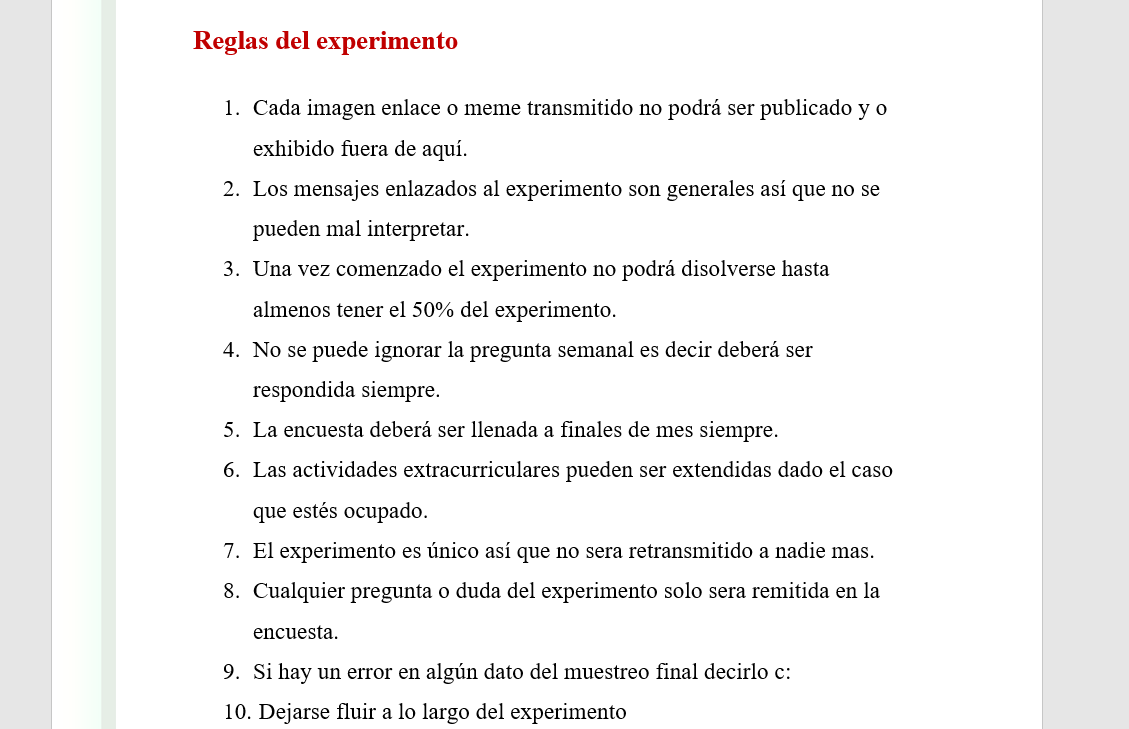 Reglas del experimento
1. Cada imagen enlace o meme transmitido no podrá ser publicado y o
exhibido fuera de aquí.
2. Los mensajes enlazados al experimento son generales así que no se
pueden mal interpretar.
3. Una vez comenzado el experimento no podrá disolverse hasta
almenos tener el 50% del experimento.
4. No se puede ignorar la pregunta semanal es decir deberá ser
respondida siempre.
5. La encuesta deberá ser llenada a finales de mes siempre.
6. Las actividades extracurriculares pueden ser extendidas dado el caso
que estés ocupado.
7. El experimento es único así que no sera retransmitido a nadie mas.
8. Cualquier pregunta o duda del experimento solo sera remitida en la
encuesta.
9. Si hay un error en algún dato del muestreo final decirlo c:
10. Dejarse fluir a lo largo del experimento